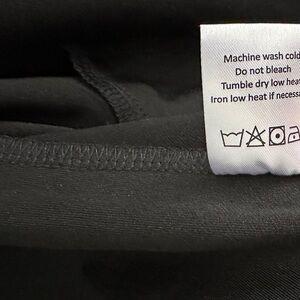 Machine wash cold
Do not bleach
Tumble dry low heat
Iron low heat if necessa